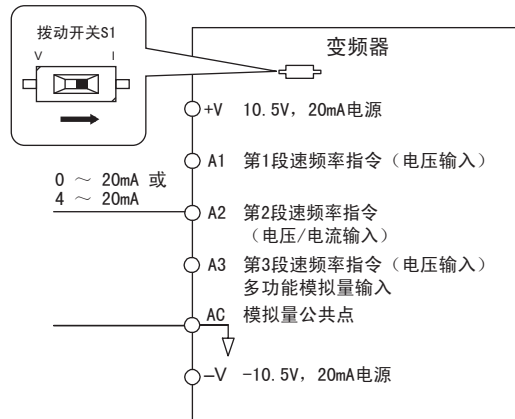 拨动开关S1
V I
变频器
+V 10.5V，20mA电源
A1 第1段速频率指令（电压输入）
0 ～ 20mA 或
4 ～ 20mA
A2 第2段速频率指令
（电压/电流输入）
A3 第3段速频率指令（电压输入）
多功能模拟量输入
AC 模拟量公共点
−V −10.5V，20mA电源